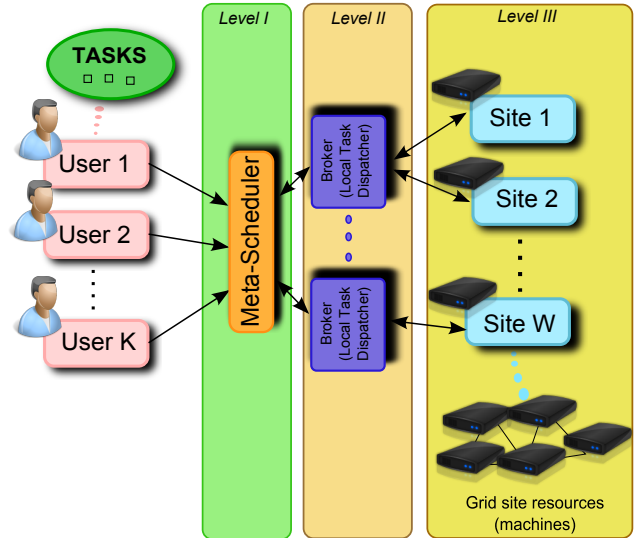 TASKS
User 1
User 2
User K
Level I
Meta-Scheduler
Level II
Broker
(Local Task
Dispatcher)
Broker
(Local Task
Dispatcher)
Level III
Site 1
Site 2
Site W
Grid site resources
(machines)